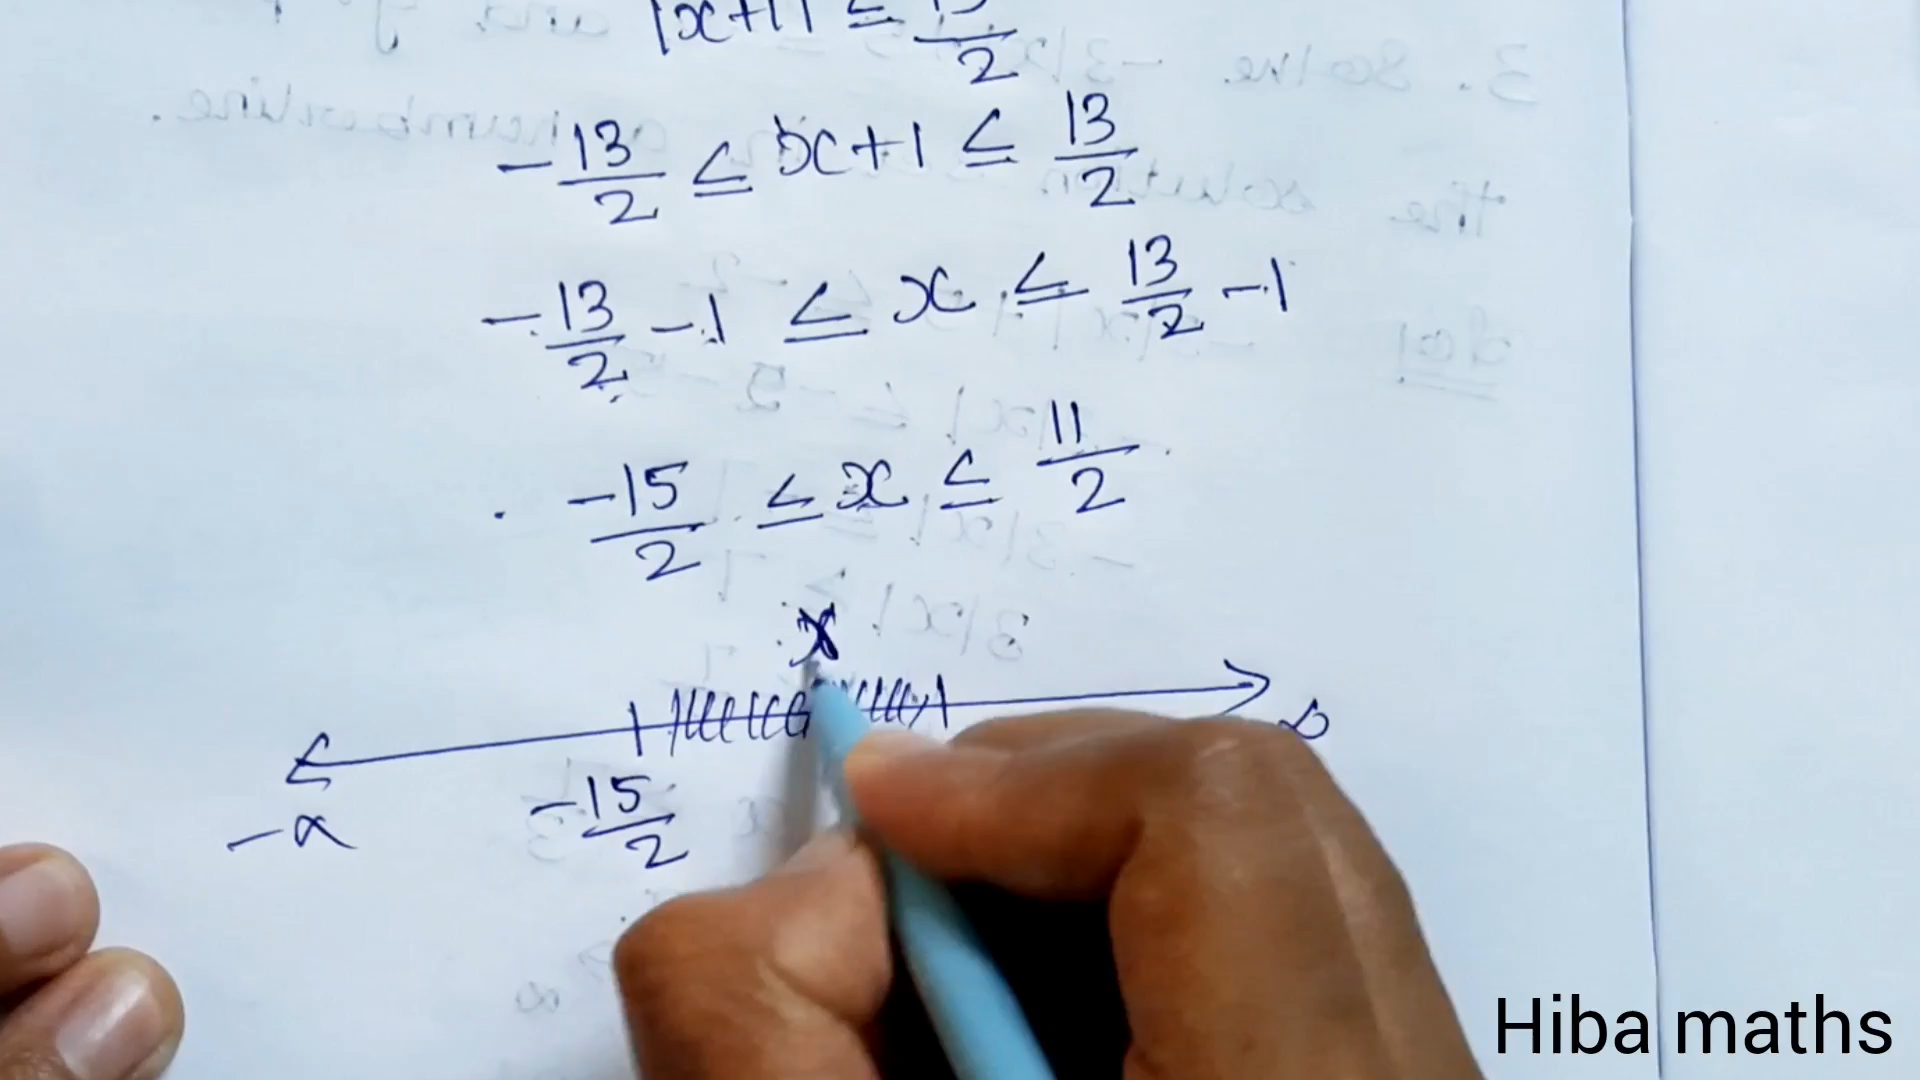 |x+1| ≤ 13/2
-13/2 ≤ x+1 ≤ 13/2
-13/2 -1 ≤ x ≤ 13/2 -1
-15/2 ≤ x ≤ 11/2
x
-∝ ∞
-15/2
Hiba maths